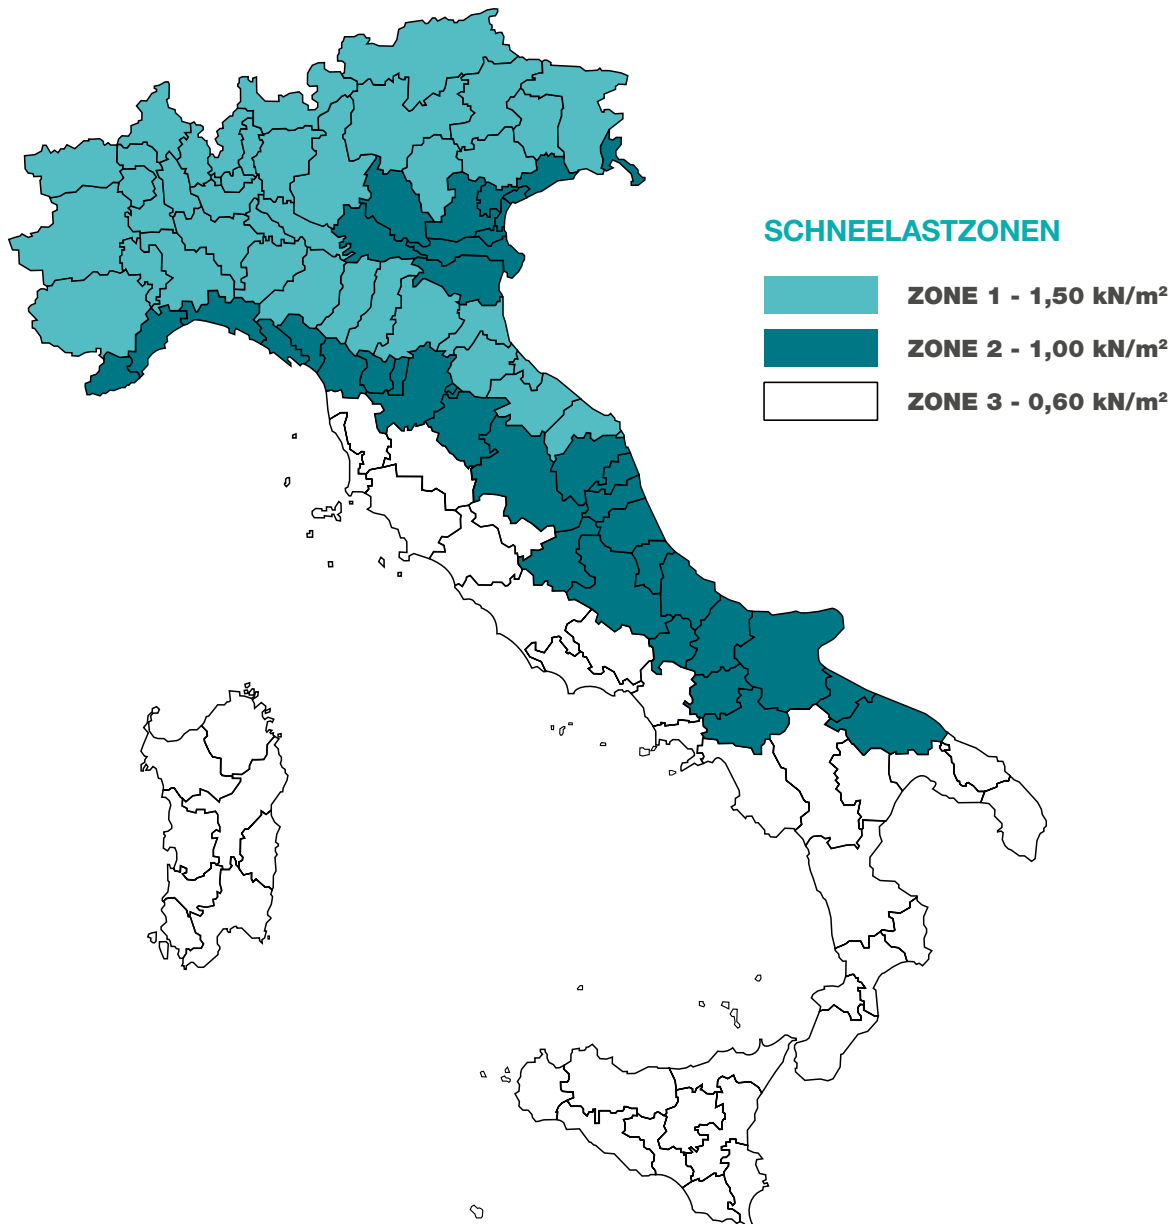 SCHNEELASTZONEN
ZONE 1 - 1,50 kN/m²
ZONE 2 - 1,00 kN/m²
ZONE 3 - 0,60 kN/m²